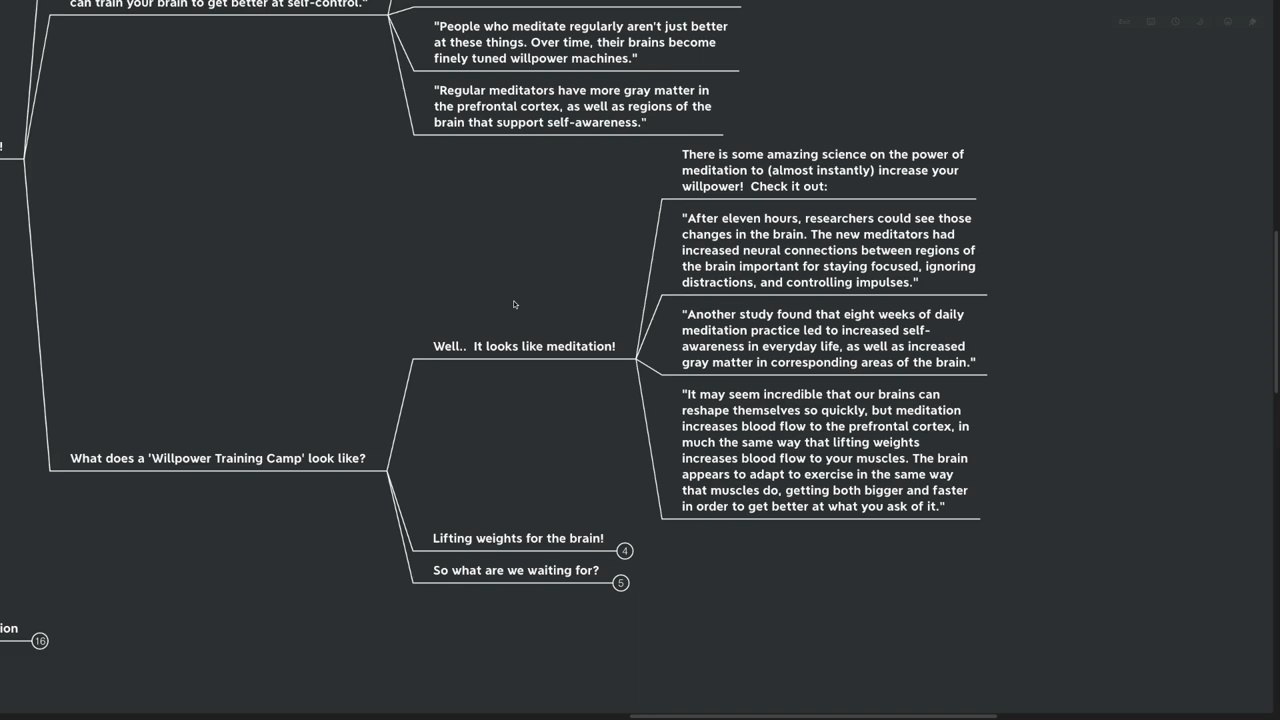 can train your brain to get better at self-control."
"People who meditate regularly aren't just better
at these things. Over time, their brains become
finely tuned willpower machines."
"Regular meditators have more gray matter in
the prefrontal cortex, as well as regions of the
brain that support self-awareness."
!
There is some amazing science on the power of
meditation to (almost instantly) increase your
willpower!  Check it out:
"After eleven hours, researchers could see those
changes in the brain. The new meditators had
increased neural connections between regions of
the brain important for staying focused, ignoring
distractions, and controlling impulses."
"Another study found that eight weeks of daily
meditation practice led to increased self-
awareness in everyday life, as well as increased
gray matter in corresponding areas of the brain."
Well..  It looks like meditation!
"It may seem incredible that our brains can
reshape themselves so quickly, but meditation
increases blood flow to the prefrontal cortex, in
much the same way that lifting weights
increases blood flow to your muscles. The brain
appears to adapt to exercise in the same way
that muscles do, getting both bigger and faster
in order to get better at what you ask of it."
What does a 'Willpower Training Camp' look like?
Lifting weights for the brain!
4
So what are we waiting for?
5
ion
16